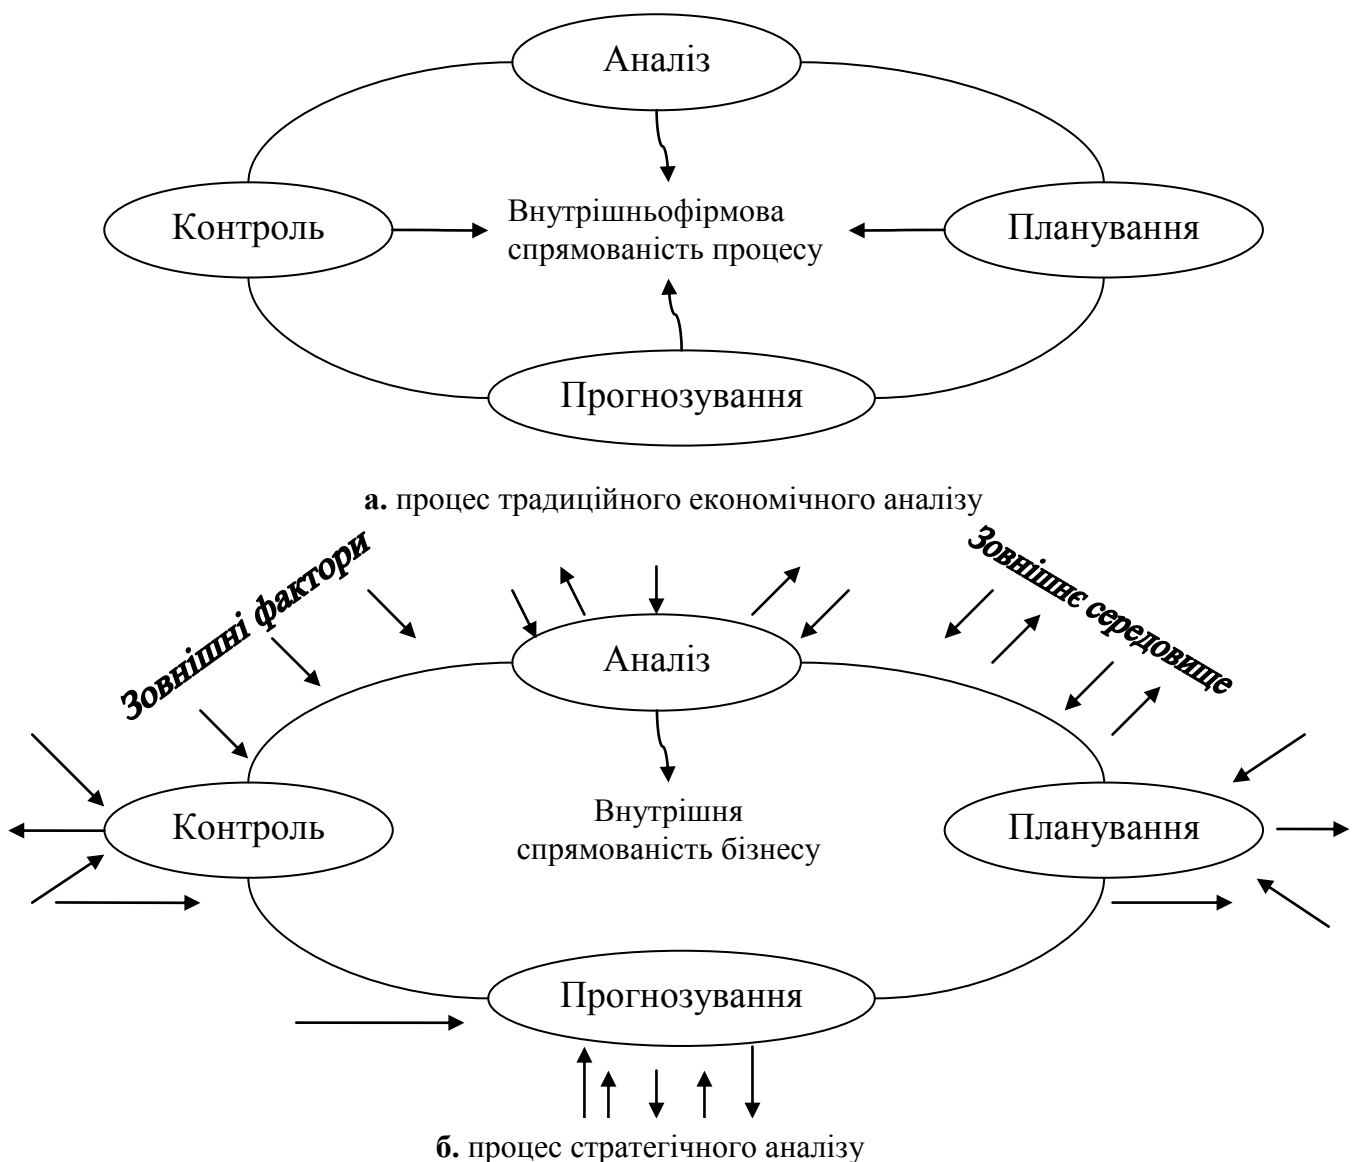 Аналіз
Контроль
Внутрішньофірмова
спрямованість процесу
Планування
Прогнозування
а. процес традиційного економічного аналізу
Зовнішні фактори
Зовнішнє середовище
Аналіз
Контроль
Внутрішня
спрямованість бізнесу
Планування
Прогнозування
б. процес стратегічного аналізу